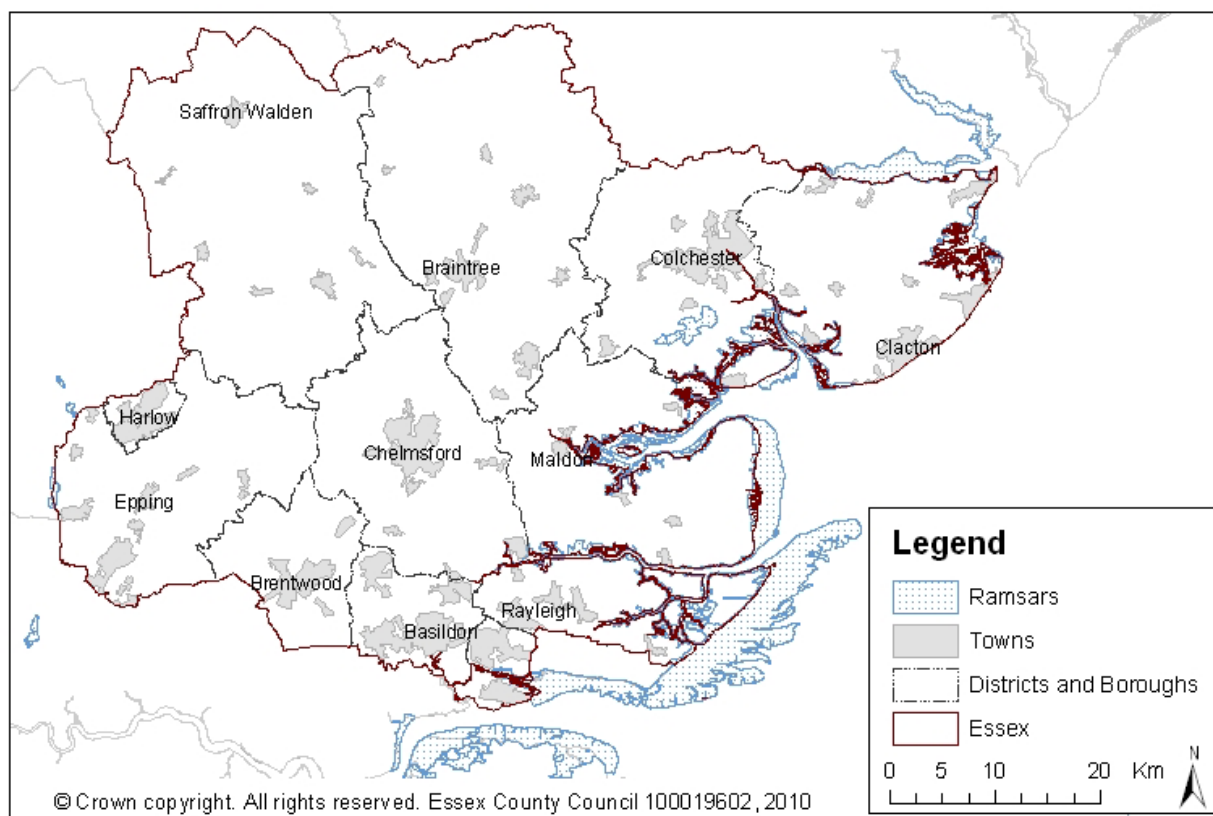 Saffron Walden
Braintree
Colchester
Clacton
Harlow
Chelmsford
Maldon
Epping
Brentwood
Rayleigh
Basildon
Legend
Ramsars
Towns
Districts and Boroughs
Essex
0 5 10 20 Km
N
© Crown copyright. All rights reserved. Essex County Council 100019602, 2010